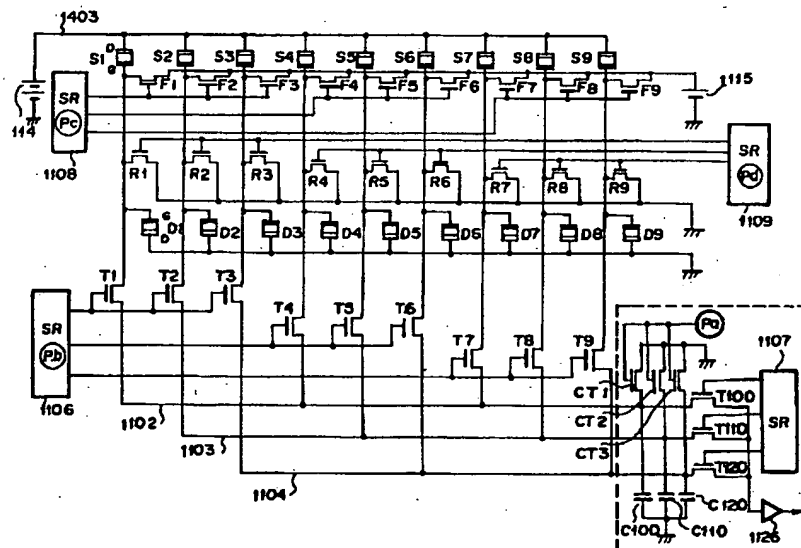 1403
S1 D G S2 S3 S4 S5 S6 S7 S8 S9
114
F1 F2 F3 F4 F5 F6 F7 F8 F9
1115
SR
Pc
1108
R1 R2 R3 R4 R5 R6 R7 R8 R9
SR
Pd
1109
G D D1 D2 D3 D4 D5 D6 D7 D8 D9
T1 T2 T3
T4 T5 T6
T7 T8 T9
SR
Pb
1106
Pa
1107
SR
CT1
CT2
CT3
T100
T110
T120
1102
1103
1104
C100
C110
C120
1126